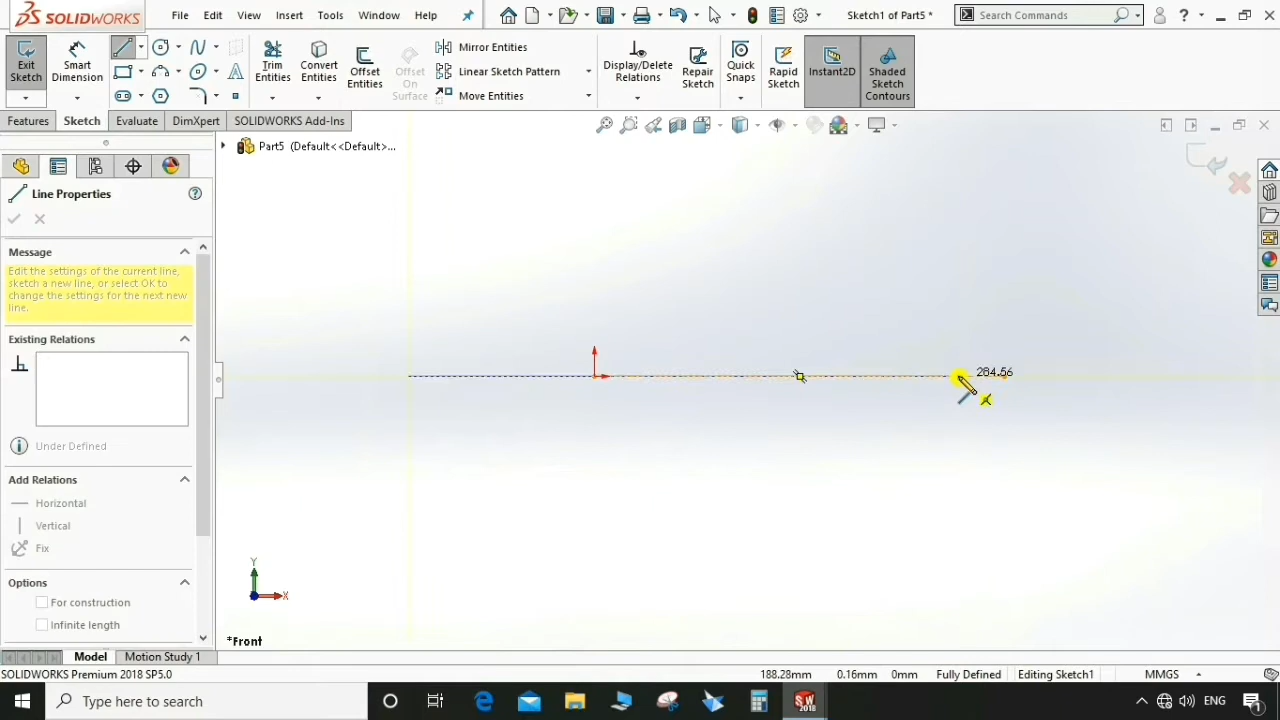 SOLIDWORKS
File Edit View Insert Tools Window Help
Sketch1 of Part5 *
Search Commands
?
Exit Sketch
Smart Dimension
Trim Entities
Convert Entities
Offset Entities
Offset On Surface
Mirror Entities
Linear Sketch Pattern
Move Entities
Display/Delete Relations
Repair Sketch
Quick Snaps
Rapid Sketch
Instant2D
Shaded Sketch Contours
Features Sketch Evaluate DimXpert SOLIDWORKS Add-Ins
Part5 (Default<<Default>...
Line Properties
Message
Edit the settings of the current line,
sketch a new line, or select OK to
change the settings for the next new
line.
Existing Relations
Under Defined
Add Relations
Horizontal
Vertical
Fix
Options
For construction
Infinite length
284.56
Y
X
*Front
Model Motion Study 1
SOLIDWORKS Premium 2018 SP5.0
188.28mm 0.16mm 0mm Fully Defined Editing Sketch1 MMGS
Type here to search
SW
2018
ENG
1